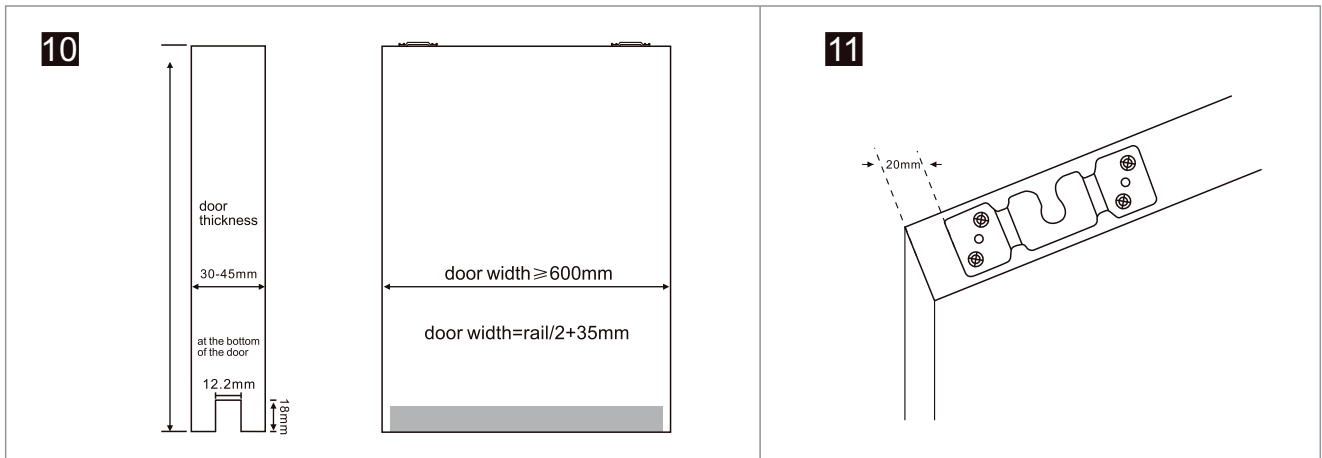 10
door
thickness
30-45mm
at the bottom
of the door
12.2mm
18mm
door width≥600mm
door width=rail/2+35mm
11
20mm